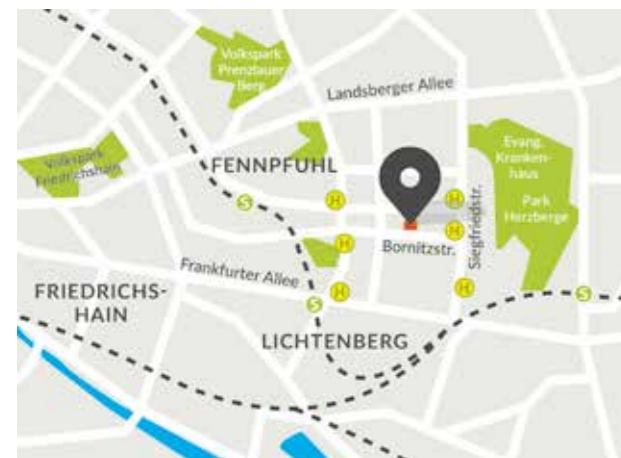 Volkspark
Prenzlauer
Berg
Landsberger Allee
Evang.
Kranken-
haus
Park
Herzberge
Volkspark
Friedrichshain
FENNPFUHL
S
H
H
H
H
Siegfriedstr.
Bornitzstr.
Frankfurter Allee
FRIEDRICHS-
HAIN
S
H
H
S
LICHTENBERG